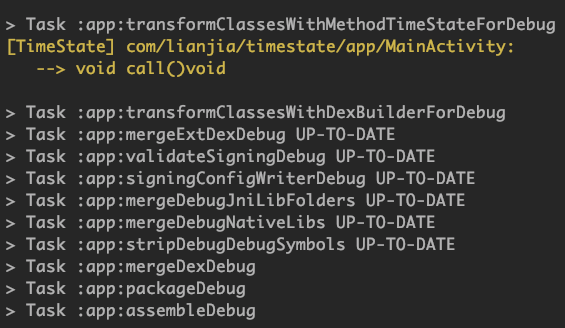 > Task :app:transformClassesWithMethodTimeStateForDebug
[TimeState] com/lianjia/timestate/app/MainActivity:
--> void call()void
> Task :app:transformClassesWithDexBuilderForDebug
> Task :app:mergeExtDexDebug UP-TO-DATE
> Task :app:validateSigningDebug UP-TO-DATE
> Task :app:signingConfigWriterDebug UP-TO-DATE
> Task :app:mergeDebugJniLibFolders UP-TO-DATE
> Task :app:mergeDebugNativeLibs UP-TO-DATE
> Task :app:stripDebugDebugSymbols UP-TO-DATE
> Task :app:mergeDexDebug
> Task :app:packageDebug
> Task :app:assembleDebug